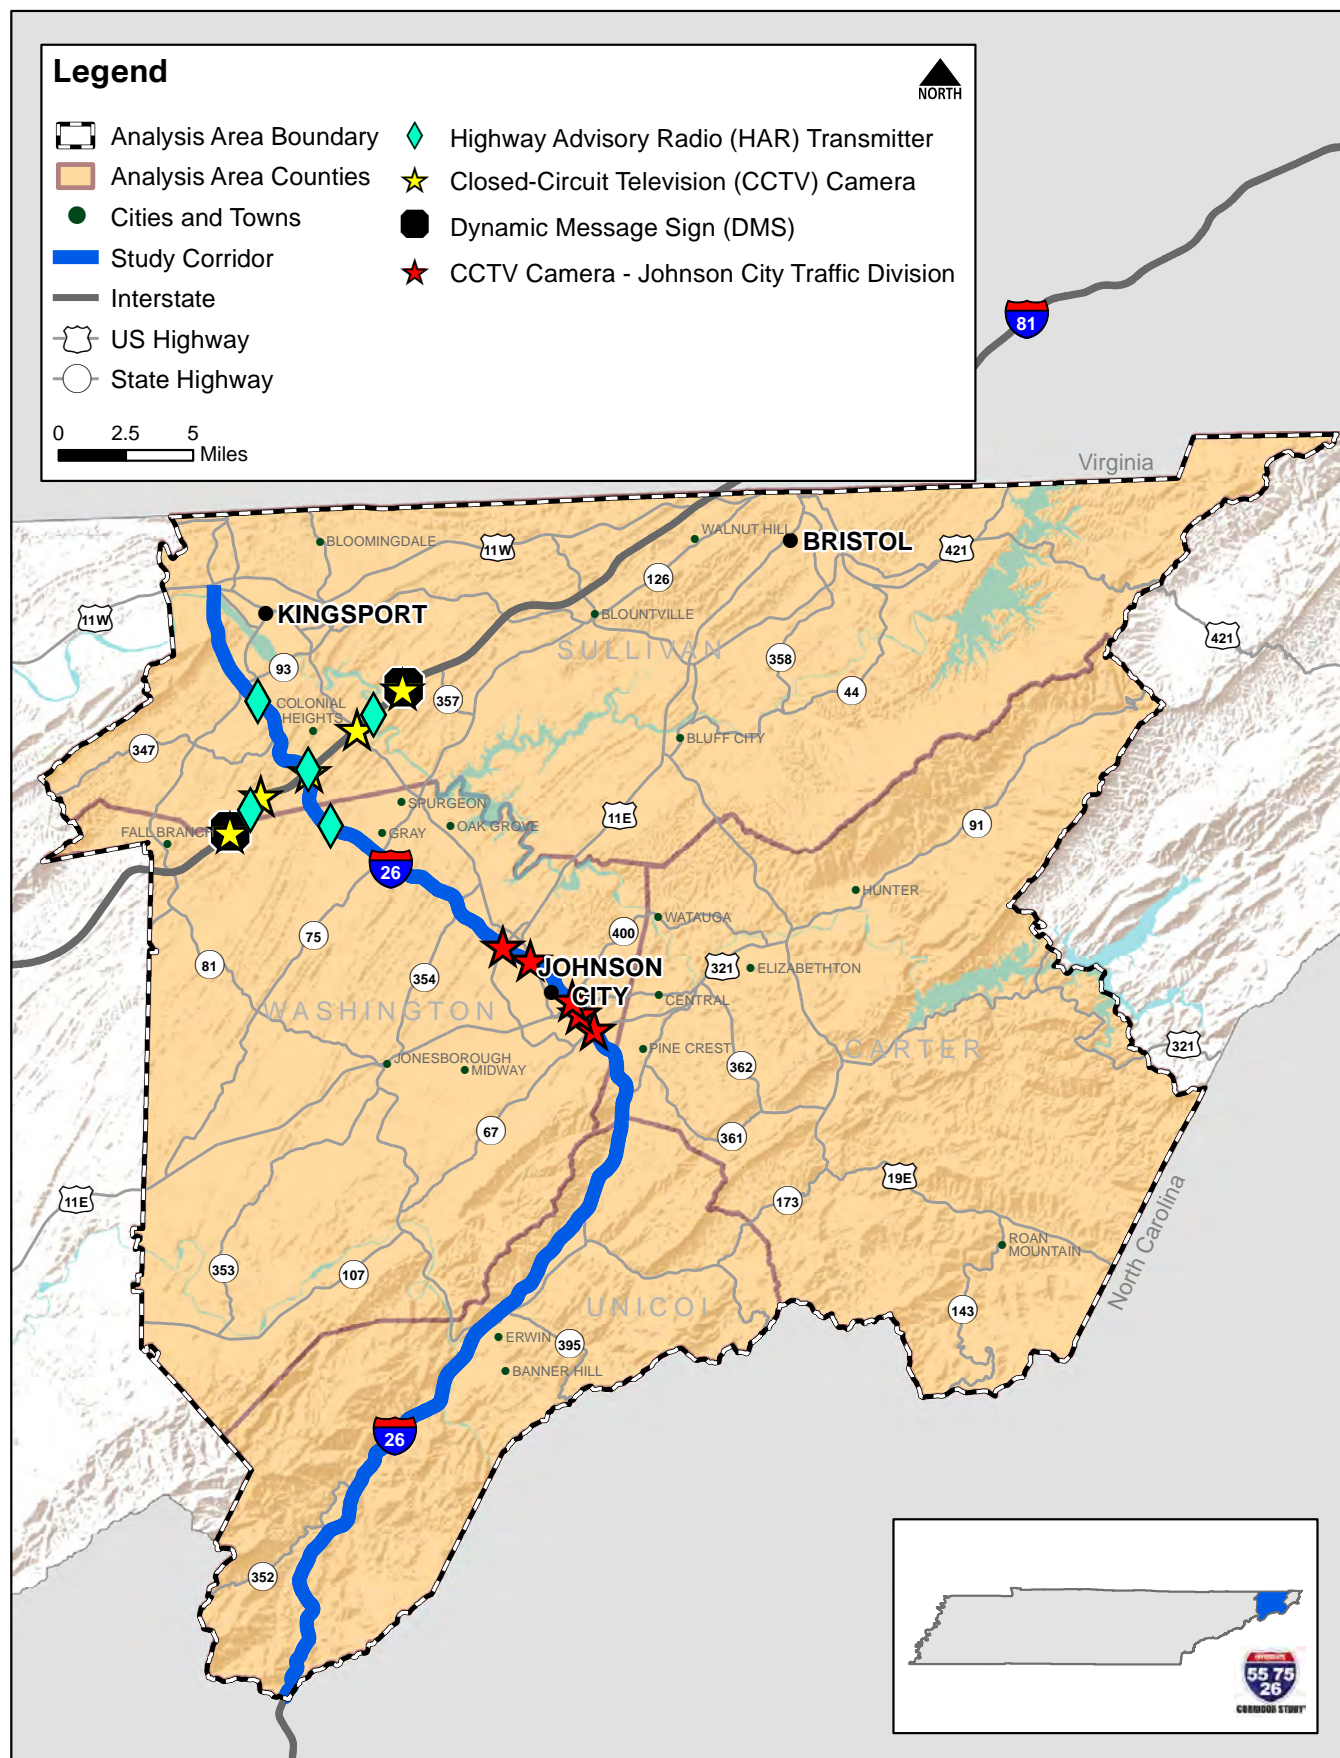 Legend
NORTH
Analysis Area Boundary
Analysis Area Counties
Cities and Towns
Study Corridor
Interstate
US Highway
State Highway
Highway Advisory Radio (HAR) Transmitter
Closed-Circuit Television (CCTV) Camera
Dynamic Message Sign (DMS)
CCTV Camera - Johnson City Traffic Division
0 2.5 5
Miles
81
Virginia
WALNUT HILL
BRISTOL
BLOOMINGDALE
11W
421
126
11W
KINGSPORT
BLOUNTVILLE
421
SULLIVAN
93
358
44
357
COLONIAL
HEIGHTS
347
BLUFF CITY
SPURGEON
11E
91
FALL BRANCH
GRAY
OAK GROVE
26
HUNTER
WATAUGA
75
400
81
354
JOHNSON
CITY
321
ELIZABETHTON
CENTRAL
WASHINGTON
PINE CREST
CARTER
321
JONESBOROUGH
MIDWAY
362
67
361
11E
19E
173
North Carolina
ROAN
MOUNTAIN
353
107
UNICOI
143
ERWIN
395
BANNER HILL
26
352
INTERSTATE
55 75
26
CORRIDOR STUDY